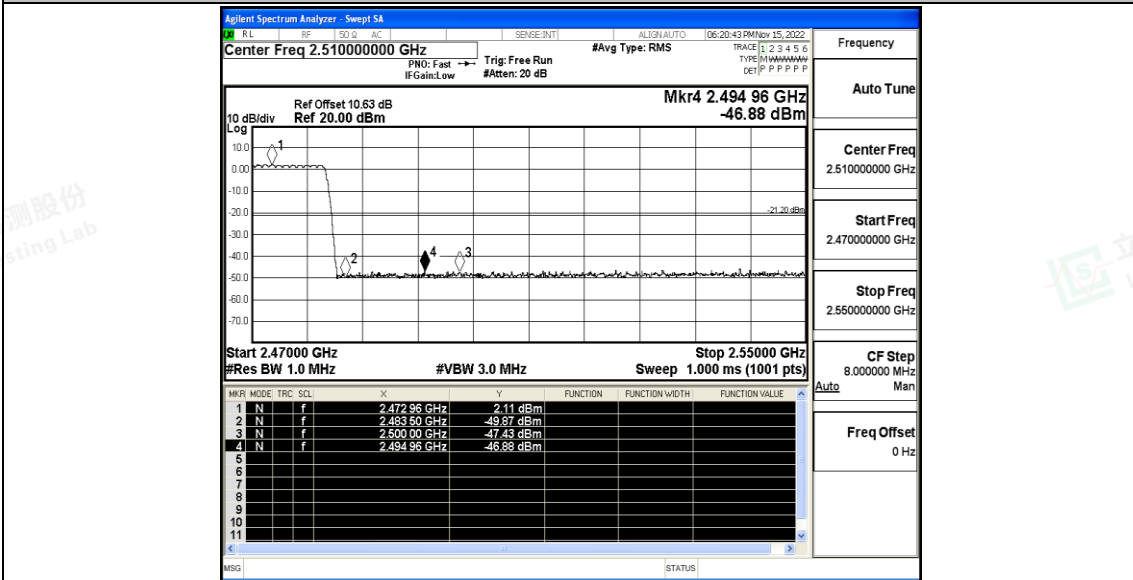 Agilent Spectrum Analyzer - Swept SA
RL RF 50 Ω AC SENSE:INT ALIGN AUTO 06:20:43 PM Nov 15, 2022
Center Freq 2.510000000 GHz #Avg Type: RMS TRACE 1 2 3 4 5 6
PNO: Fast Trig: Free Run TYPE M WWWWW
IFGain:Low #Atten: 20 dB DET P P P P P P
Mkr4 2.494 96 GHz
Ref Offset 10.63 dB
10 dB/div Ref 20.00 dBm -46.88 dBm
Log
10.0
1
0.00
-10.0
-20.0
-21.20 dBm
-30.0
-40.0
2 4 3
-50.0
-60.0
-70.0
Start 2.47000 GHz Stop 2.55000 GHz
#Res BW 1.0 MHz #VBW 3.0 MHz Sweep 1.000 ms (1001 pts)
MKR MODE TRC SCL X Y FUNCTION FUNCTION WIDTH FUNCTION VALUE
1 N f 2.472 96 GHz 2.11 dBm
2 N f 2.483 50 GHz -49.87 dBm
3 N f 2.500 00 GHz -47.43 dBm
4 N f 2.494 96 GHz -46.88 dBm
5
6
7
8
9
10
11
MSG STATUS
Frequency
Auto Tune
Center Freq
2.510000000 GHz
Start Freq
2.470000000 GHz
Stop Freq
2.550000000 GHz
CF Step
8.000000 MHz
Auto Man
Freq Offset
0 Hz
测股份
sting Lab
立